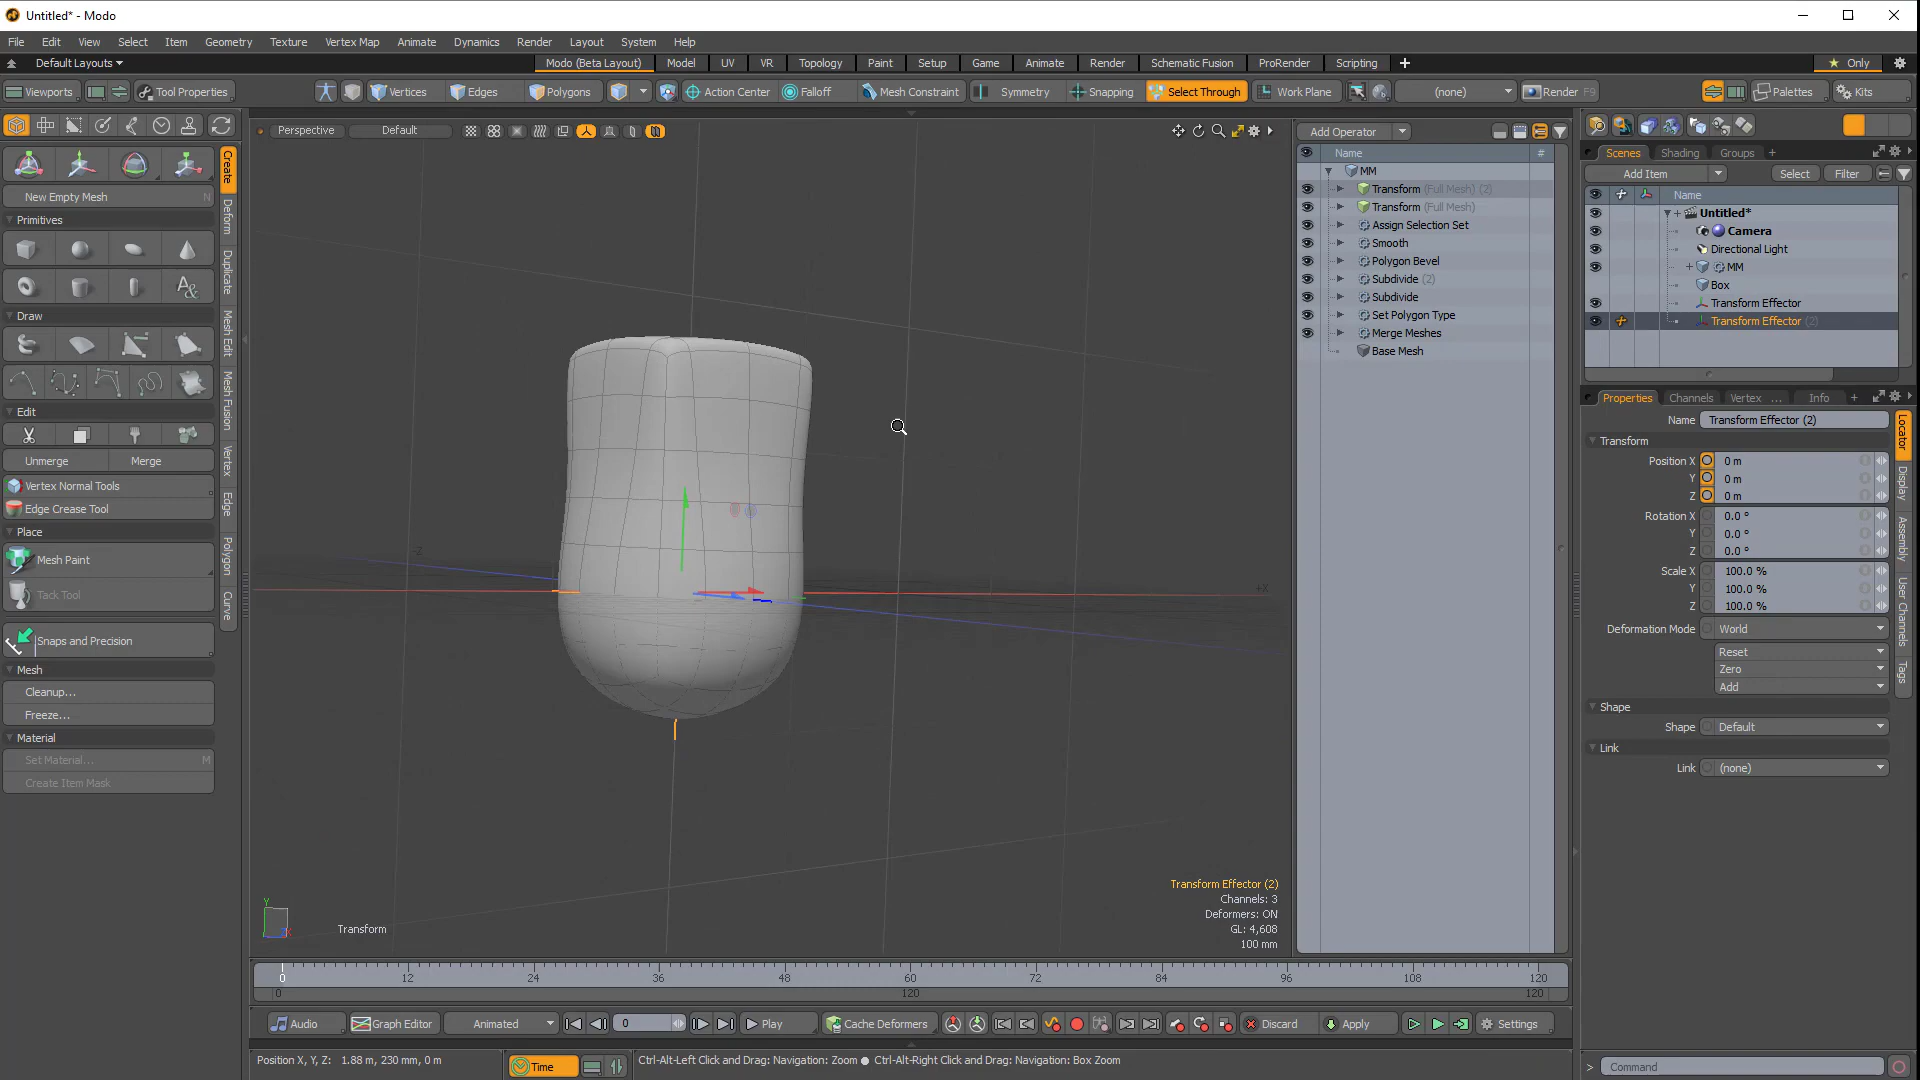 Untitled* - Modo
File Edit View Select Item Geometry Texture Vertex Map Animate Dynamics Render Layout System Help
Default Layouts Modo (Beta Layout) Model UV VR Topology Paint Setup Game Animate Render Schematic Fusion ProRender Scripting + Only
Viewports Tool Properties Vertices Edges Polygons Action Center Falloff Mesh Constraint Symmetry Snapping Select Through Work Plane (none) Render F9 Palettes Kits
Perspective Default
Create
Deform
Duplicate
Mesh Edit
Mesh Fusion
Vertex
Edge
Polygon
Curve
New Empty Mesh N
Primitives
Draw
Edit
Unmerge Merge
Vertex Normal Tools
Edge Crease Tool
Place
Mesh Paint
Tack Tool
Snaps and Precision
Mesh
Cleanup...
Freeze...
Material
Set Material... M
Create Item Mask
-Z
+X
Y
Transform
Transform Effector (2)
Channels: 3
Deformers: ON
GL: 4,608
100 mm
Add Operator
Name #
MM
Transform (Full Mesh) (2)
Transform (Full Mesh)
Assign Selection Set
Smooth
Polygon Bevel
Subdivide (2)
Subdivide
Set Polygon Type
Merge Meshes
Base Mesh
Scenes Shading Groups +
Add Item Select Filter
Name
Untitled*
Camera
Directional Light
MM
Box
Transform Effector
Transform Effector (2)
Properties Channels Vertex ... Info +
Name Transform Effector (2)
Transform
Position X 0 m
Y 0 m
Z 0 m
Rotation X 0.0 °
Y 0.0 °
Z 0.0 °
Scale X 100.0 %
Y 100.0 %
Z 100.0 %
Deformation Mode World
Reset
Zero
Add
Shape
Shape Default
Link
Link (none)
Locator
Display
Assembly
User Channels
Tags
0 12 24 36 48 60 72 84 96 108 120
0 120 120
Audio Graph Editor Animated 0 Play Cache Deformers Discard Apply Settings
Position X, Y, Z: 1.88 m, 230 mm, 0 m Time Ctrl-Alt-Left Click and Drag: Navigation: Zoom ● Ctrl-Alt-Right Click and Drag: Navigation: Box Zoom > Command